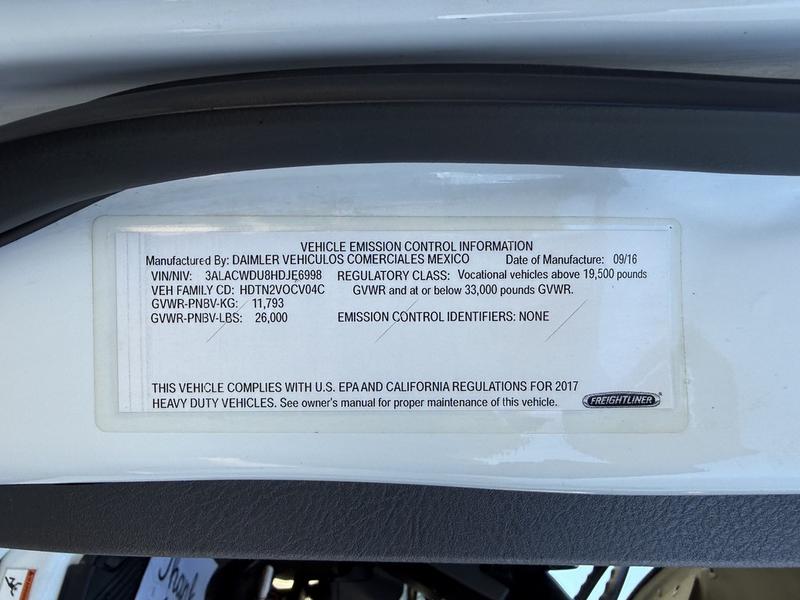 VEHICLE EMISSION CONTROL INFORMATION
Manufactured By: DAIMLER VEHICULOS COMERCIALES MEXICO Date of Manufacture: 09/16
VIN/NIV: 3ALACWDU8HDJE6998 REGULATORY CLASS: Vocational vehicles above 19,500 pounds
VEH FAMILY CD: HDTN2VOCV04C GVWR and at or below 33,000 pounds GVWR.
GVWR-PNBV-KG: 11,793
GVWR-PNBV-LBS: 26,000 EMISSION CONTROL IDENTIFIERS: NONE
THIS VEHICLE COMPLIES WITH U.S. EPA AND CALIFORNIA REGULATIONS FOR 2017
HEAVY DUTY VEHICLES. See owner's manual for proper maintenance of this vehicle.
FREIGHTLINER
Thank